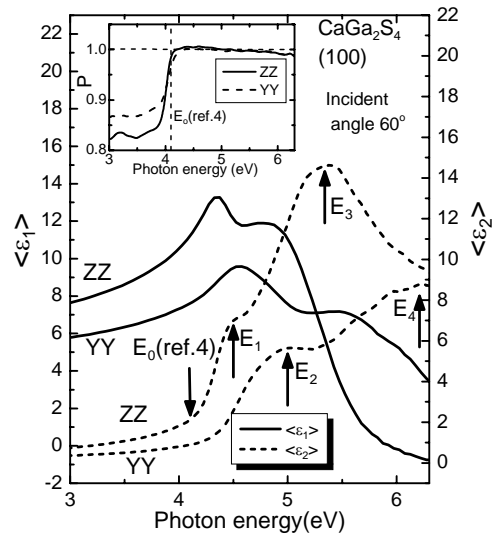 CaGa₂S₄
(100)
Incident
angle 60°
P
1.0
0.9
0.8
ZZ
YY
E₀(ref.4)
3 4 5 6
Photon energy (eV)
<ε₁>
22
20
18
16
14
12
10
8
6
4
2
0
-2
<ε₂>
22
20
18
16
14
12
10
8
6
4
2
0
ZZ
YY
E₀(ref.4)
E₁
E₂
E₃
E₄
ZZ
YY
<ε₁>
<ε₂>
3 4 5 6
Photon energy(eV)